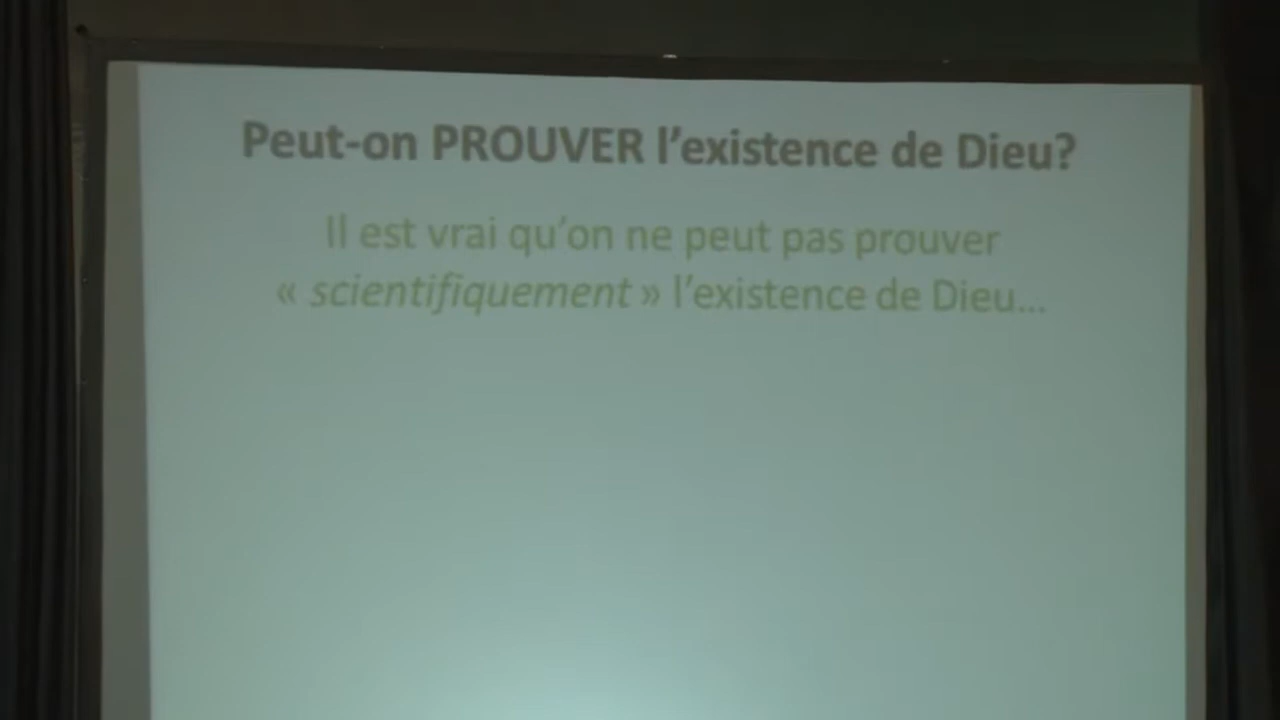 Peut-on PROUVER l'existence de Dieu?
Il est vrai qu'on ne peut pas prouver
« scientifiquement » l'existence de Dieu...